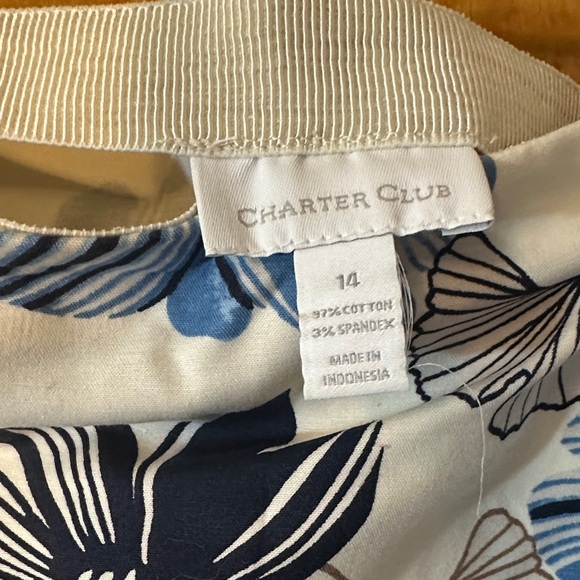 CHARTER CLUB
14
97% COTTON
3% SPANDEX
MADE IN
INDONESIA